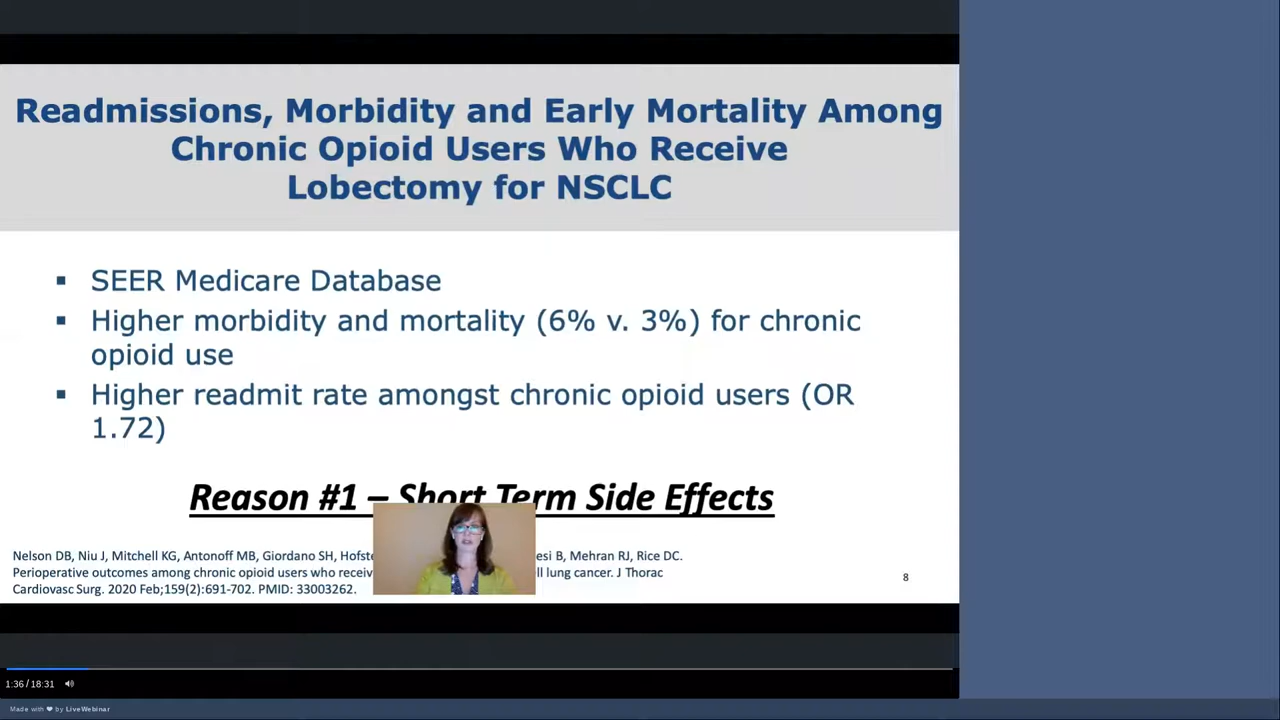 Readmissions, Morbidity and Early Mortality Among
Chronic Opioid Users Who Receive
Lobectomy for NSCLC
▪ SEER Medicare Database
▪ Higher morbidity and mortality (6% v. 3%) for chronic
opioid use
▪ Higher readmit rate amongst chronic opioid users (OR
1.72)
Reason #1 – Short Term Side Effects
Nelson DB, Niu J, Mitchell KG, Antonoff MB, Giordano SH, Hofste esi B, Mehran RJ, Rice DC.
Perioperative outcomes among chronic opioid users who receiv ll lung cancer. J Thorac
Cardiovasc Surg. 2020 Feb;159(2):691-702. PMID: 33003262.
8
1:36 / 18:31
Made with ❤ by LiveWebinar